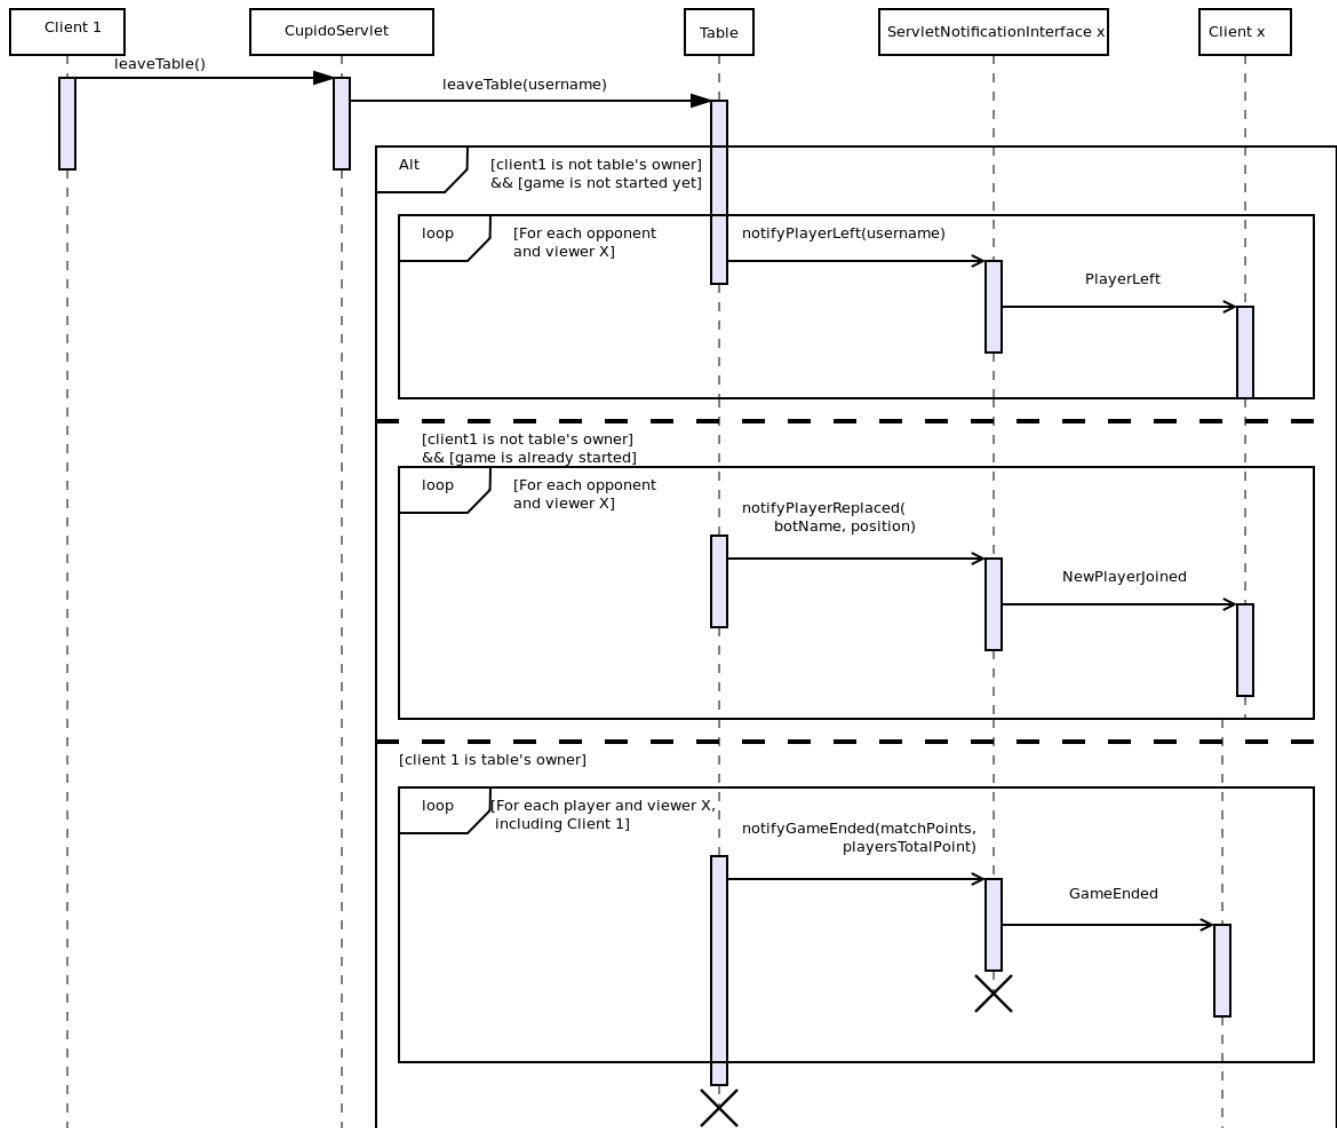 Client 1
CupidoServlet
Table
ServletNotificationInterface x
Client x
leaveTable()
leaveTable(username)
Alt
[client1 is not table's owner]
&& [game is not started yet]
loop
[For each opponent
and viewer X]
notifyPlayerLeft(username)
PlayerLeft
[client1 is not table's owner]
&& [game is already started]
loop
[For each opponent
and viewer X]
notifyPlayerReplaced(
botName, position)
NewPlayerJoined
[client 1 is table's owner]
loop
[For each player and viewer X,
including Client 1]
notifyGameEnded(matchPoints,
playersTotalPoint)
GameEnded